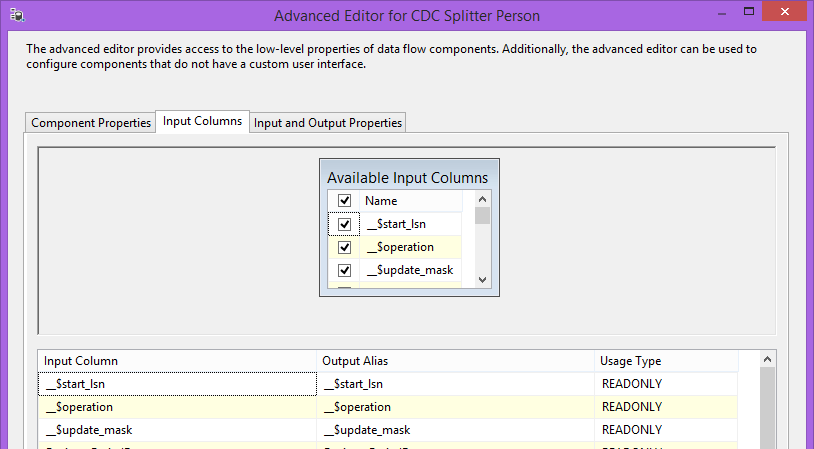 Advanced Editor for CDC Splitter Person
The advanced editor provides access to the low-level properties of data flow components. Additionally, the advanced editor can be used to
configure components that do not have a custom user interface.
Component Properties Input Columns Input and Output Properties
Available Input Columns
Name
__$start_lsn
__$operation
__$update_mask
Input Column Output Alias Usage Type
__$start_lsn __$start_lsn READONLY
__$operation __$operation READONLY
__$update_mask __$update_mask READONLY